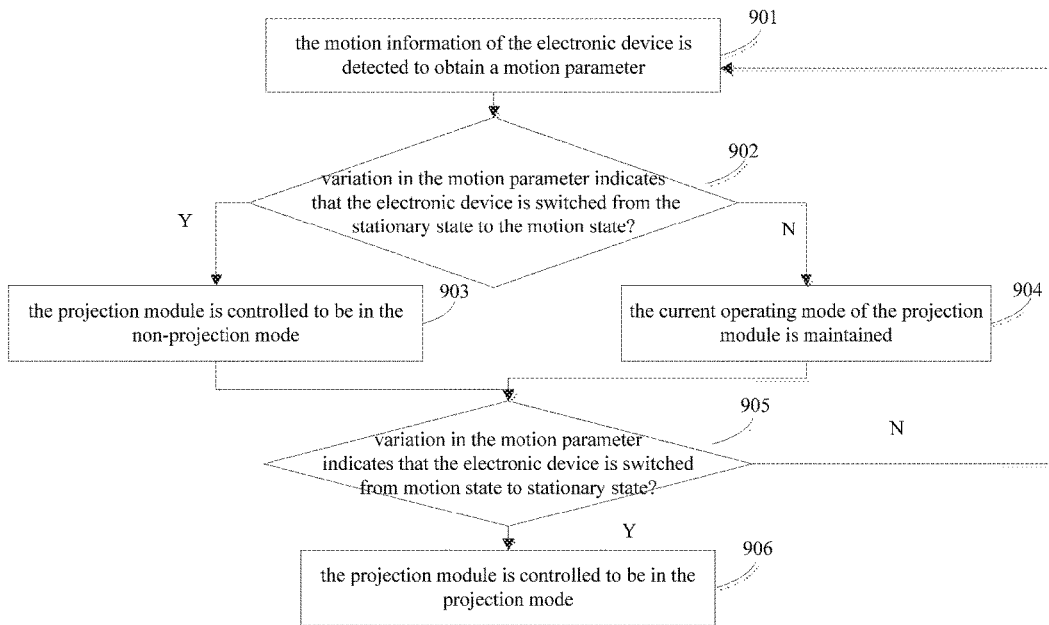 901
the motion information of the electronic device is
detected to obtain a motion parameter
902
variation in the motion parameter indicates
that the electronic device is switched from the
stationary state to the motion state?
Y
N
903
the projection module is controlled to be in the
non-projection mode
904
the current operating mode of the projection
module is maintained
905
variation in the motion parameter
indicates that the electronic device is switched
from motion state to stationary state?
N
Y
906
the projection module is controlled to be in the
projection mode